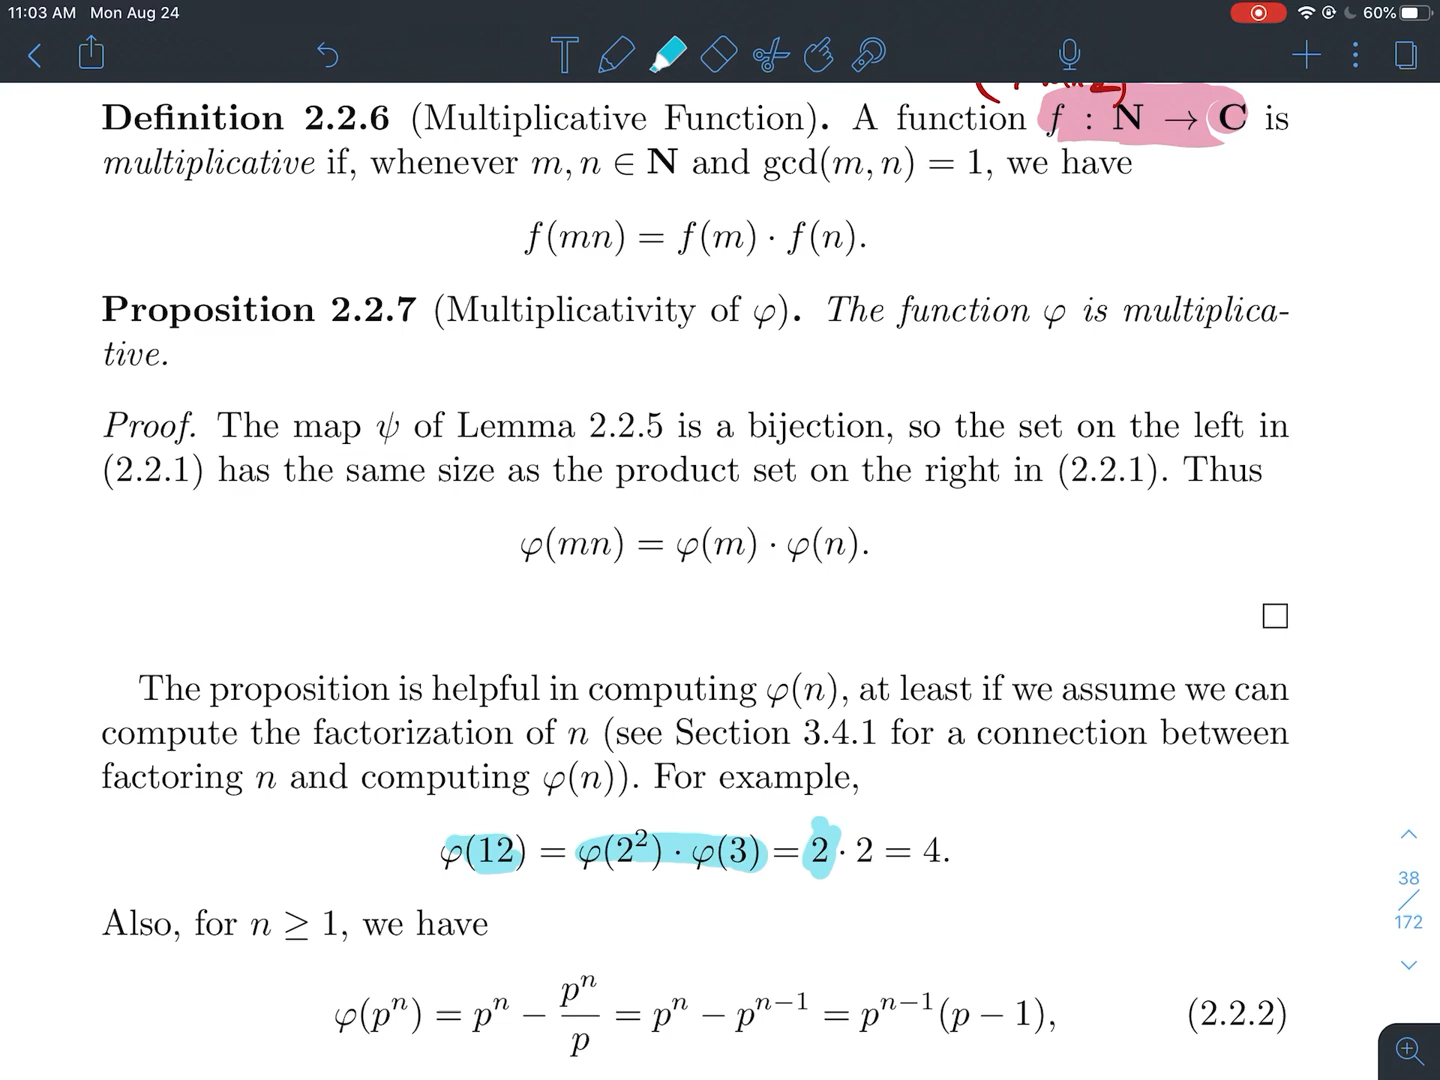 11:03 AM Mon Aug 24 60%
Definition 2.2.6 (Multiplicative Function). A function f : N → C is
multiplicative if, whenever m, n ∈ N and gcd(m, n) = 1, we have
f(mn) = f(m) · f(n).
Proposition 2.2.7 (Multiplicativity of φ). The function φ is multiplica-
tive.
Proof. The map ψ of Lemma 2.2.5 is a bijection, so the set on the left in
(2.2.1) has the same size as the product set on the right in (2.2.1). Thus
φ(mn) = φ(m) · φ(n).
□
The proposition is helpful in computing φ(n), at least if we assume we can
compute the factorization of n (see Section 3.4.1 for a connection between
factoring n and computing φ(n)). For example,
φ(12) = φ(2²) · φ(3) = 2 · 2 = 4.
Also, for n ≥ 1, we have
φ(pⁿ) = pⁿ − pⁿ/p = pⁿ − pⁿ⁻¹ = pⁿ⁻¹(p − 1), (2.2.2)
38
/
172